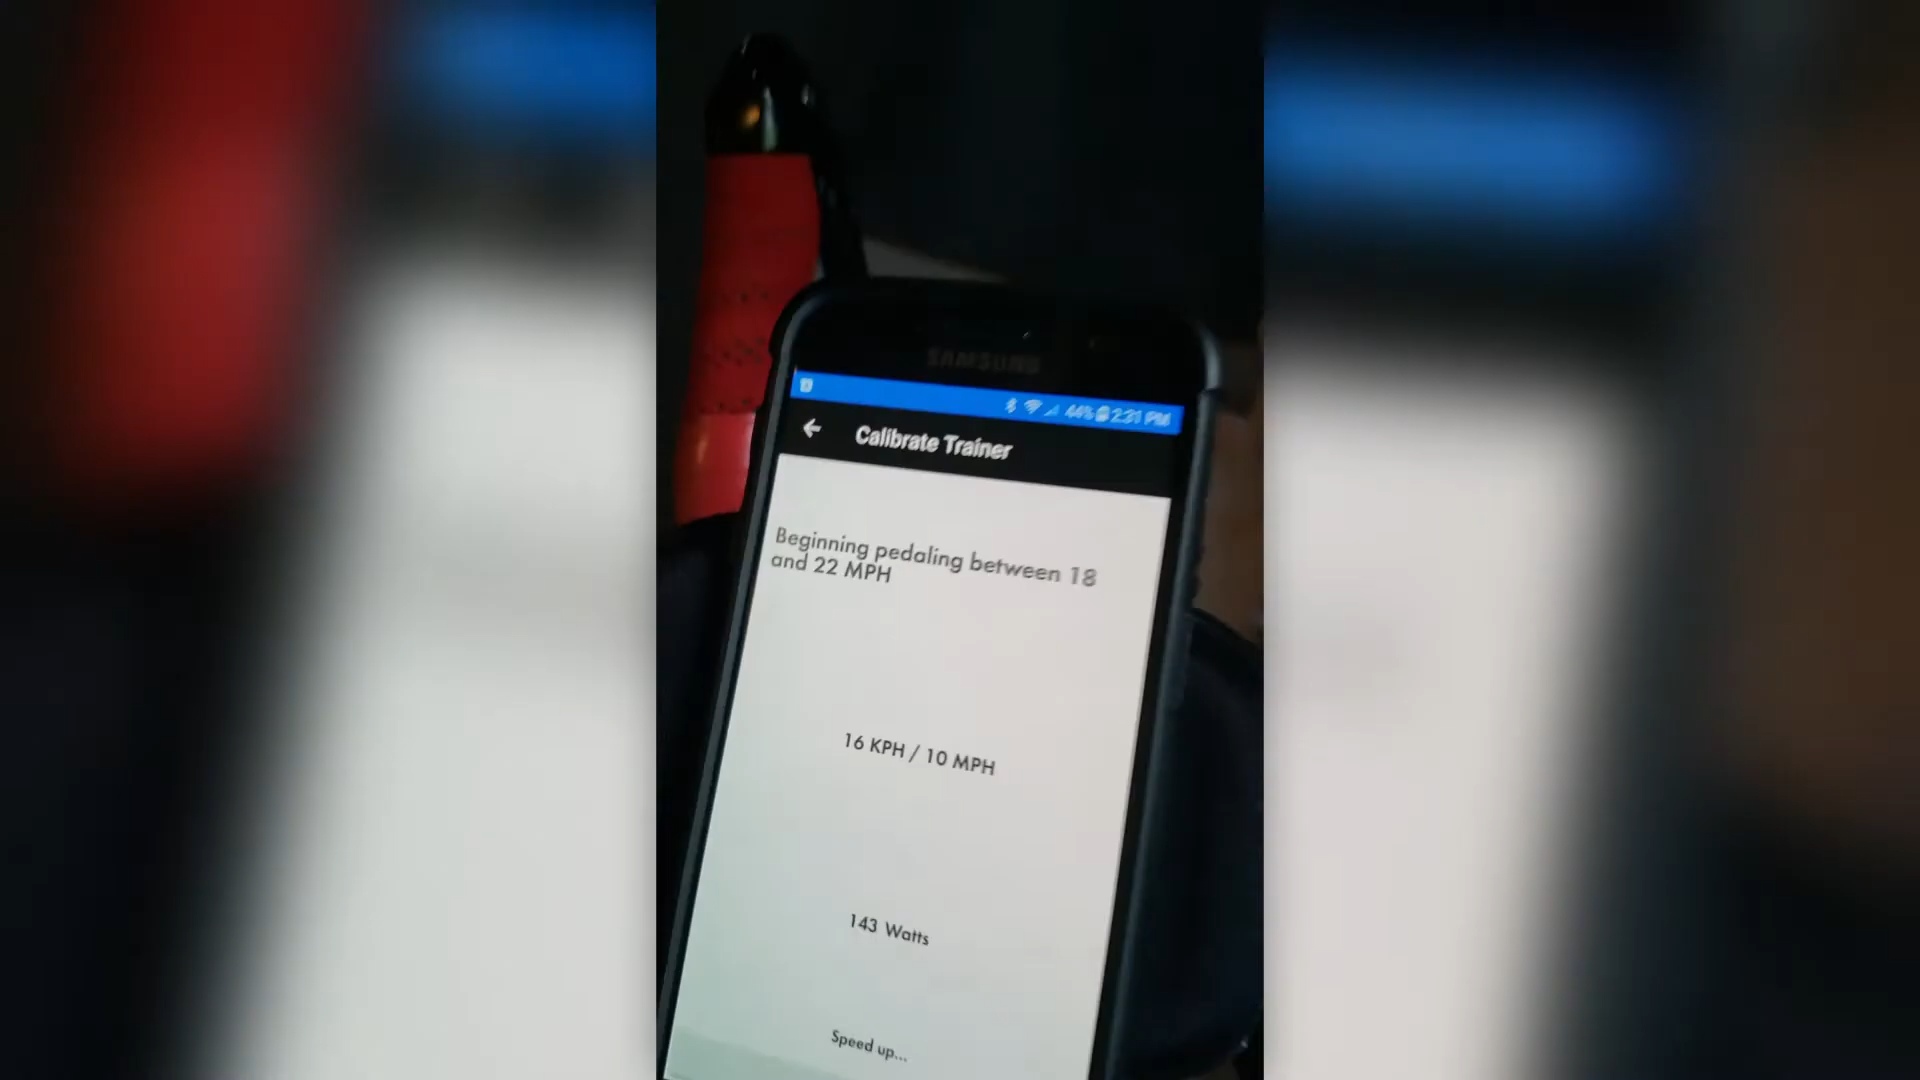 SAMSUNG
44% 2:31 PM
Calibrate Trainer
Beginning pedaling between 18
and 22 MPH
16 KPH / 10 MPH
143 Watts
Speed up...